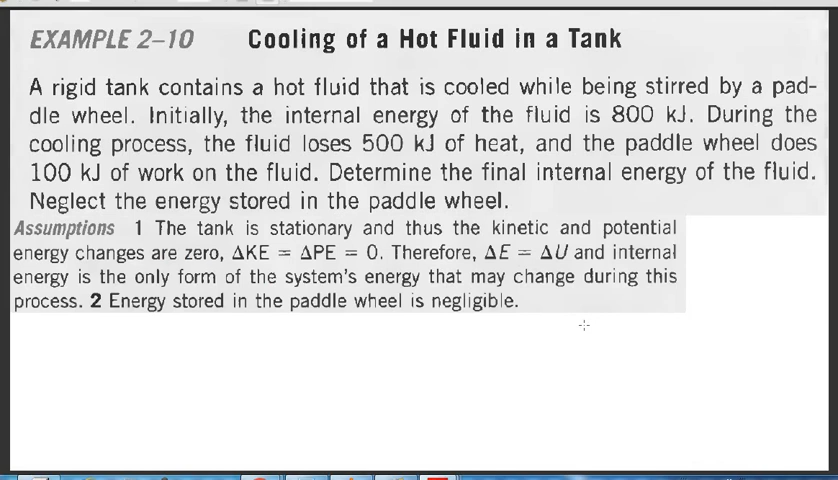 EXAMPLE 2–10 Cooling of a Hot Fluid in a Tank
A rigid tank contains a hot fluid that is cooled while being stirred by a pad-
dle wheel. Initially, the internal energy of the fluid is 800 kJ. During the
cooling process, the fluid loses 500 kJ of heat, and the paddle wheel does
100 kJ of work on the fluid. Determine the final internal energy of the fluid.
Neglect the energy stored in the paddle wheel.
Assumptions 1 The tank is stationary and thus the kinetic and potential
energy changes are zero, ΔKE = ΔPE = 0. Therefore, ΔE = ΔU and internal
energy is the only form of the system's energy that may change during this
process. 2 Energy stored in the paddle wheel is negligible.